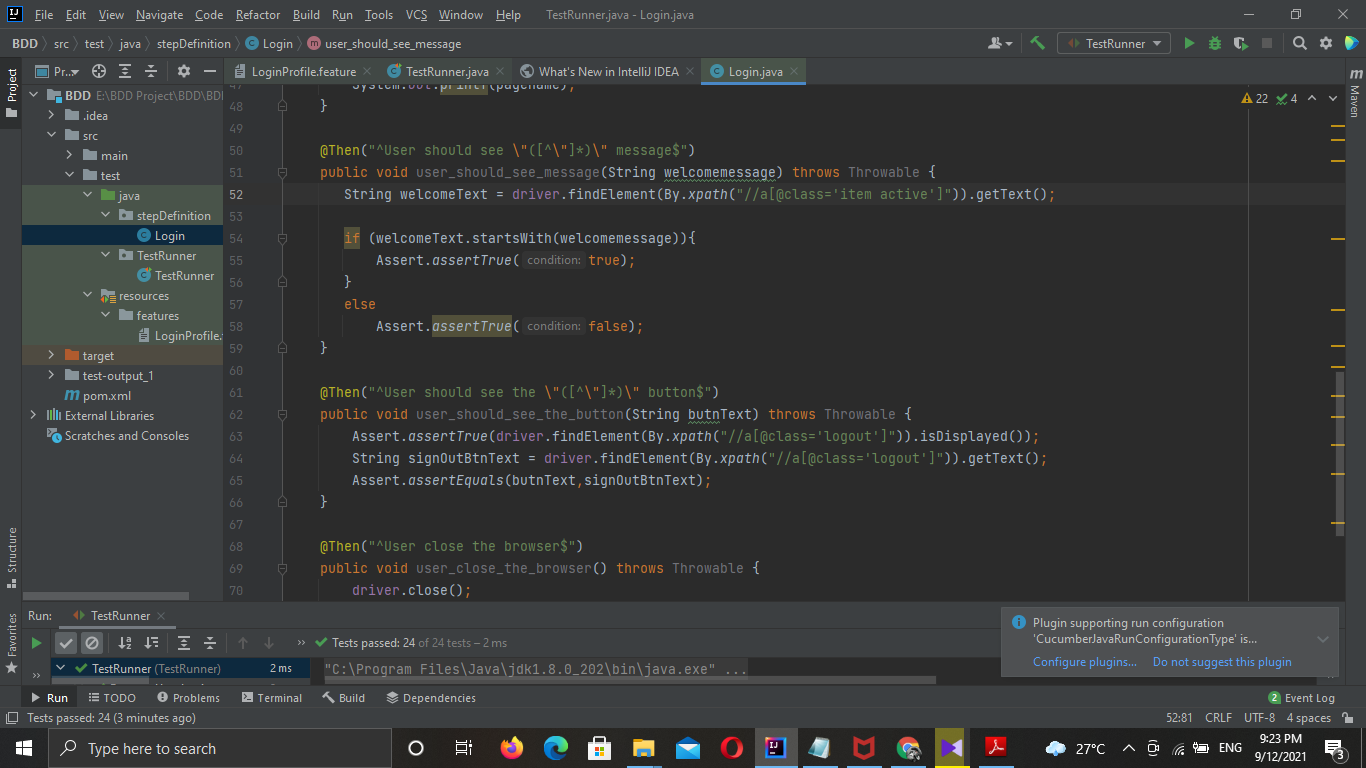 File Edit View Navigate Code Refactor Build Run Tools VCS Window Help TestRunner.java - Login.java
BDD src test java stepDefinition Login user_should_see_message TestRunner
Project
Pr... LoginProfile.feature TestRunner.java What's New in IntelliJ IDEA Login.java
BDD E:\BDD Project\BDD\BDI
.idea
src
main
test
java
stepDefinition
Login
TestRunner
TestRunner
resources
features
LoginProfile.
target
test-output_1
pom.xml
External Libraries
Scratches and Consoles
22 4
Maven
47 System.out.printf(pagename);
48 }
49
50 @Then("^User should see \"([^\"]*)\" message$")
51 public void user_should_see_message(String welcomemessage) throws Throwable {
52 String welcomeText = driver.findElement(By.xpath("//a[@class='item active']")).getText();
53
54 if (welcomeText.startsWith(welcomemessage)){
55 Assert.assertTrue( condition: true);
56 }
57 else
58 Assert.assertTrue( condition: false);
59 }
60
61 @Then("^User should see the \"([^\"]*)\" button$")
62 public void user_should_see_the_button(String butnText) throws Throwable {
63 Assert.assertTrue(driver.findElement(By.xpath("//a[@class='logout']")).isDisplayed());
64 String signOutBtnText = driver.findElement(By.xpath("//a[@class='logout']")).getText();
65 Assert.assertEquals(butnText,signOutBtnText);
66 }
67
68 @Then("^User close the browser$")
69 public void user_close_the_browser() throws Throwable {
70 driver.close();
Structure
Favorites
Run: TestRunner
Tests passed: 24 of 24 tests – 2 ms
TestRunner (TestRunner) 2 ms
"C:\Program Files\Java\jdk1.8.0_202\bin\java.exe" ...
Plugin supporting run configuration
'CucumberJavaRunConfigurationType' is...
Configure plugins... Do not suggest this plugin
Run TODO Problems Terminal Build Dependencies 2 Event Log
Tests passed: 24 (3 minutes ago) 52:81 CRLF UTF-8 4 spaces
Type here to search 27°C ENG 9:23 PM
9/12/2021 3